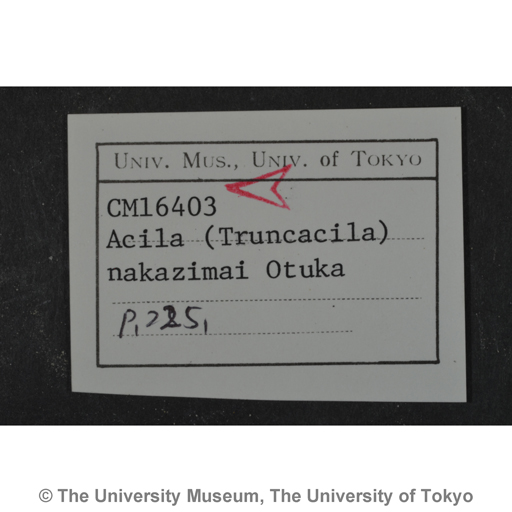 UNIV. MUS., UNIV. of TOKYO
CM16403
Acila (Truncacila)
nakazimai Otuka
© The University Museum, The University of Tokyo